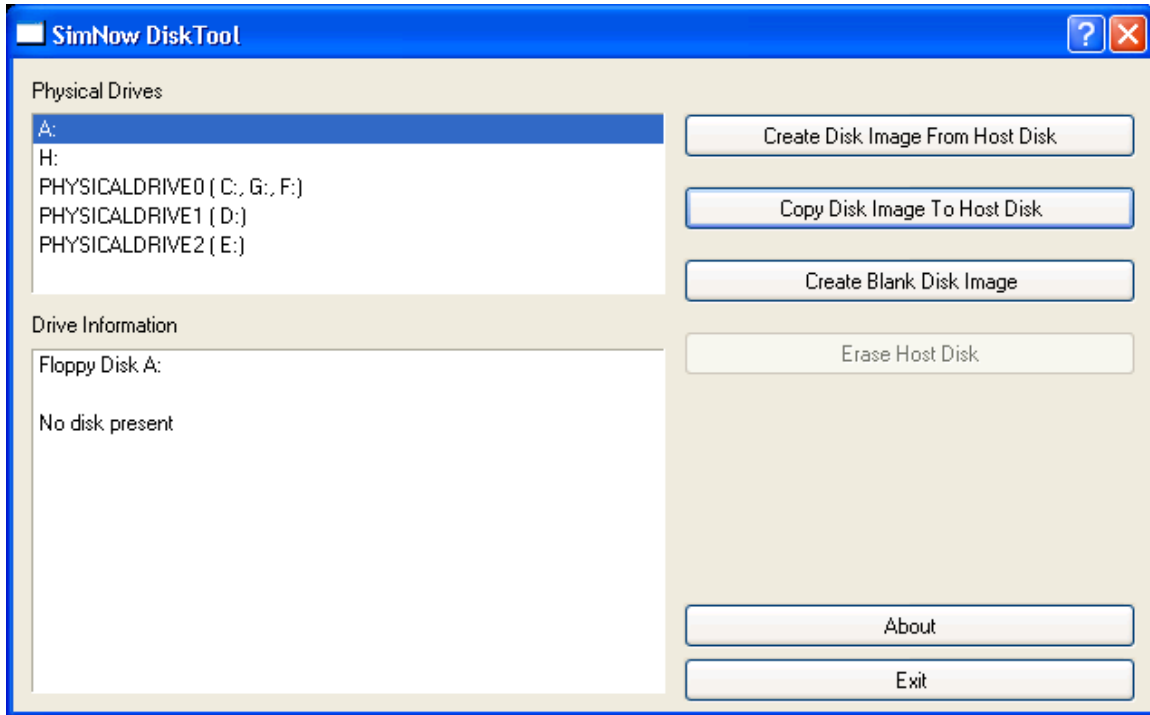 SimNow DiskTool
Physical Drives
A:
H:
PHYSICALDRIVE0 ( C:, G:, F:)
PHYSICALDRIVE1 ( D:)
PHYSICALDRIVE2 ( E:)
Drive Information
Floppy Disk A:
No disk present
Create Disk Image From Host Disk
Copy Disk Image To Host Disk
Create Blank Disk Image
Erase Host Disk
About
Exit